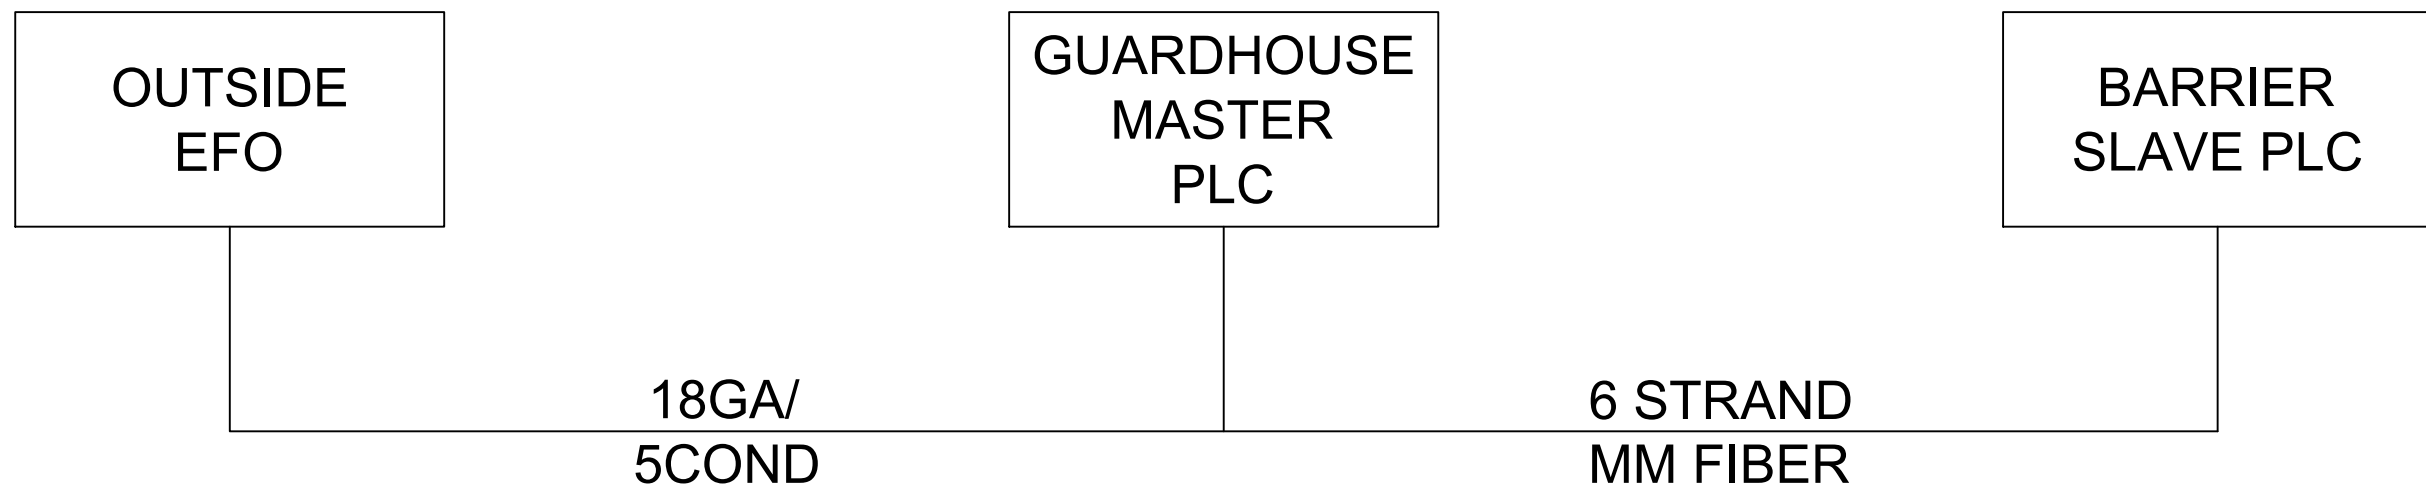 OUTSIDE
EFO
GUARDHOUSE
MASTER
PLC
BARRIER
SLAVE PLC
18GA/
5COND
6 STRAND
MM FIBER